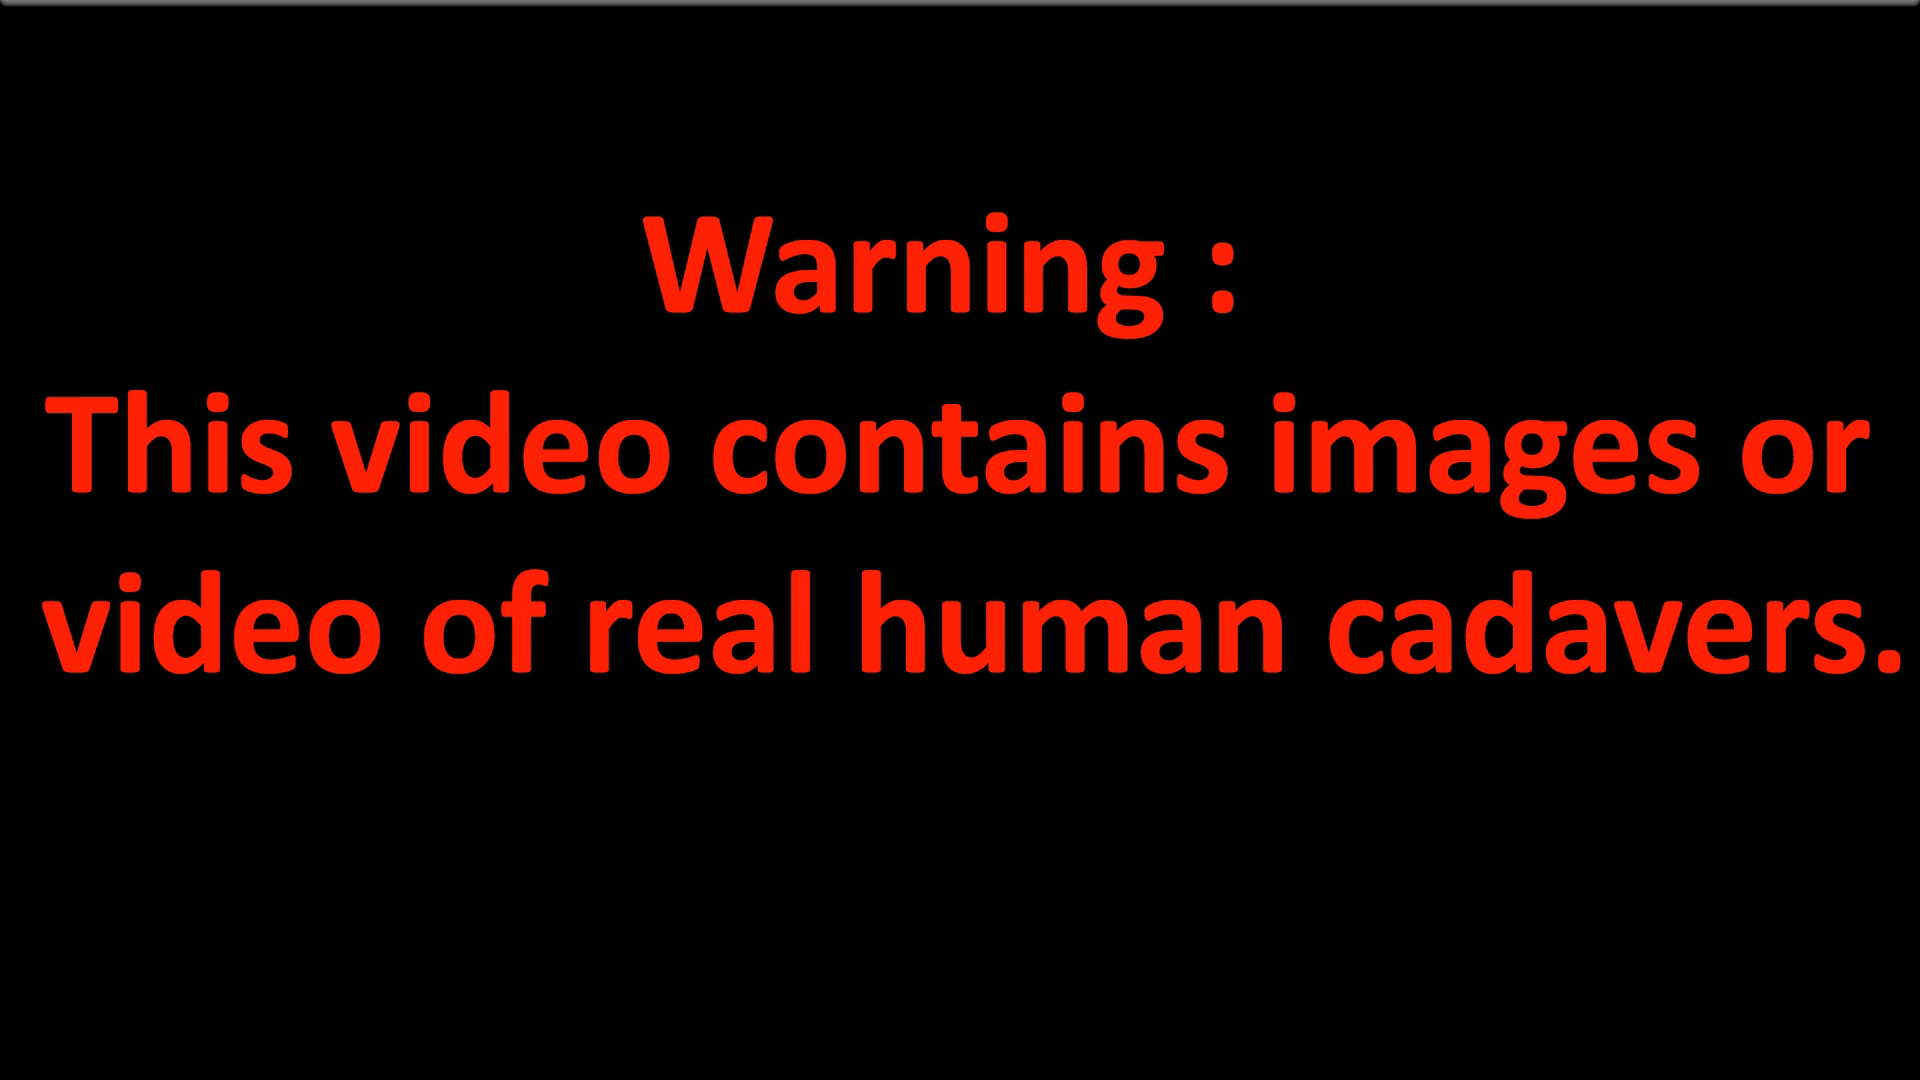 Warning :
This video contains images or
video of real human cadavers.